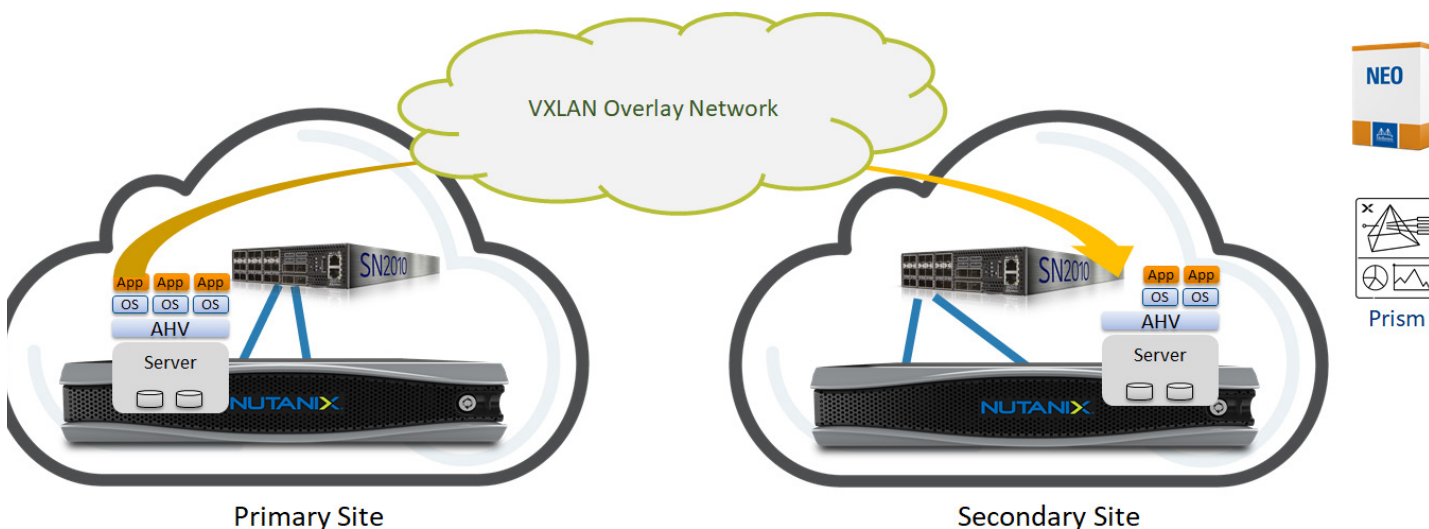 VXLAN Overlay Network
NEO
SN2010
App App App
OS OS OS
AHV
Server
NUTANIX
Primary Site
SN2010
App App
OS OS
AHV
Server
NUTANIX
Secondary Site
X
Prism